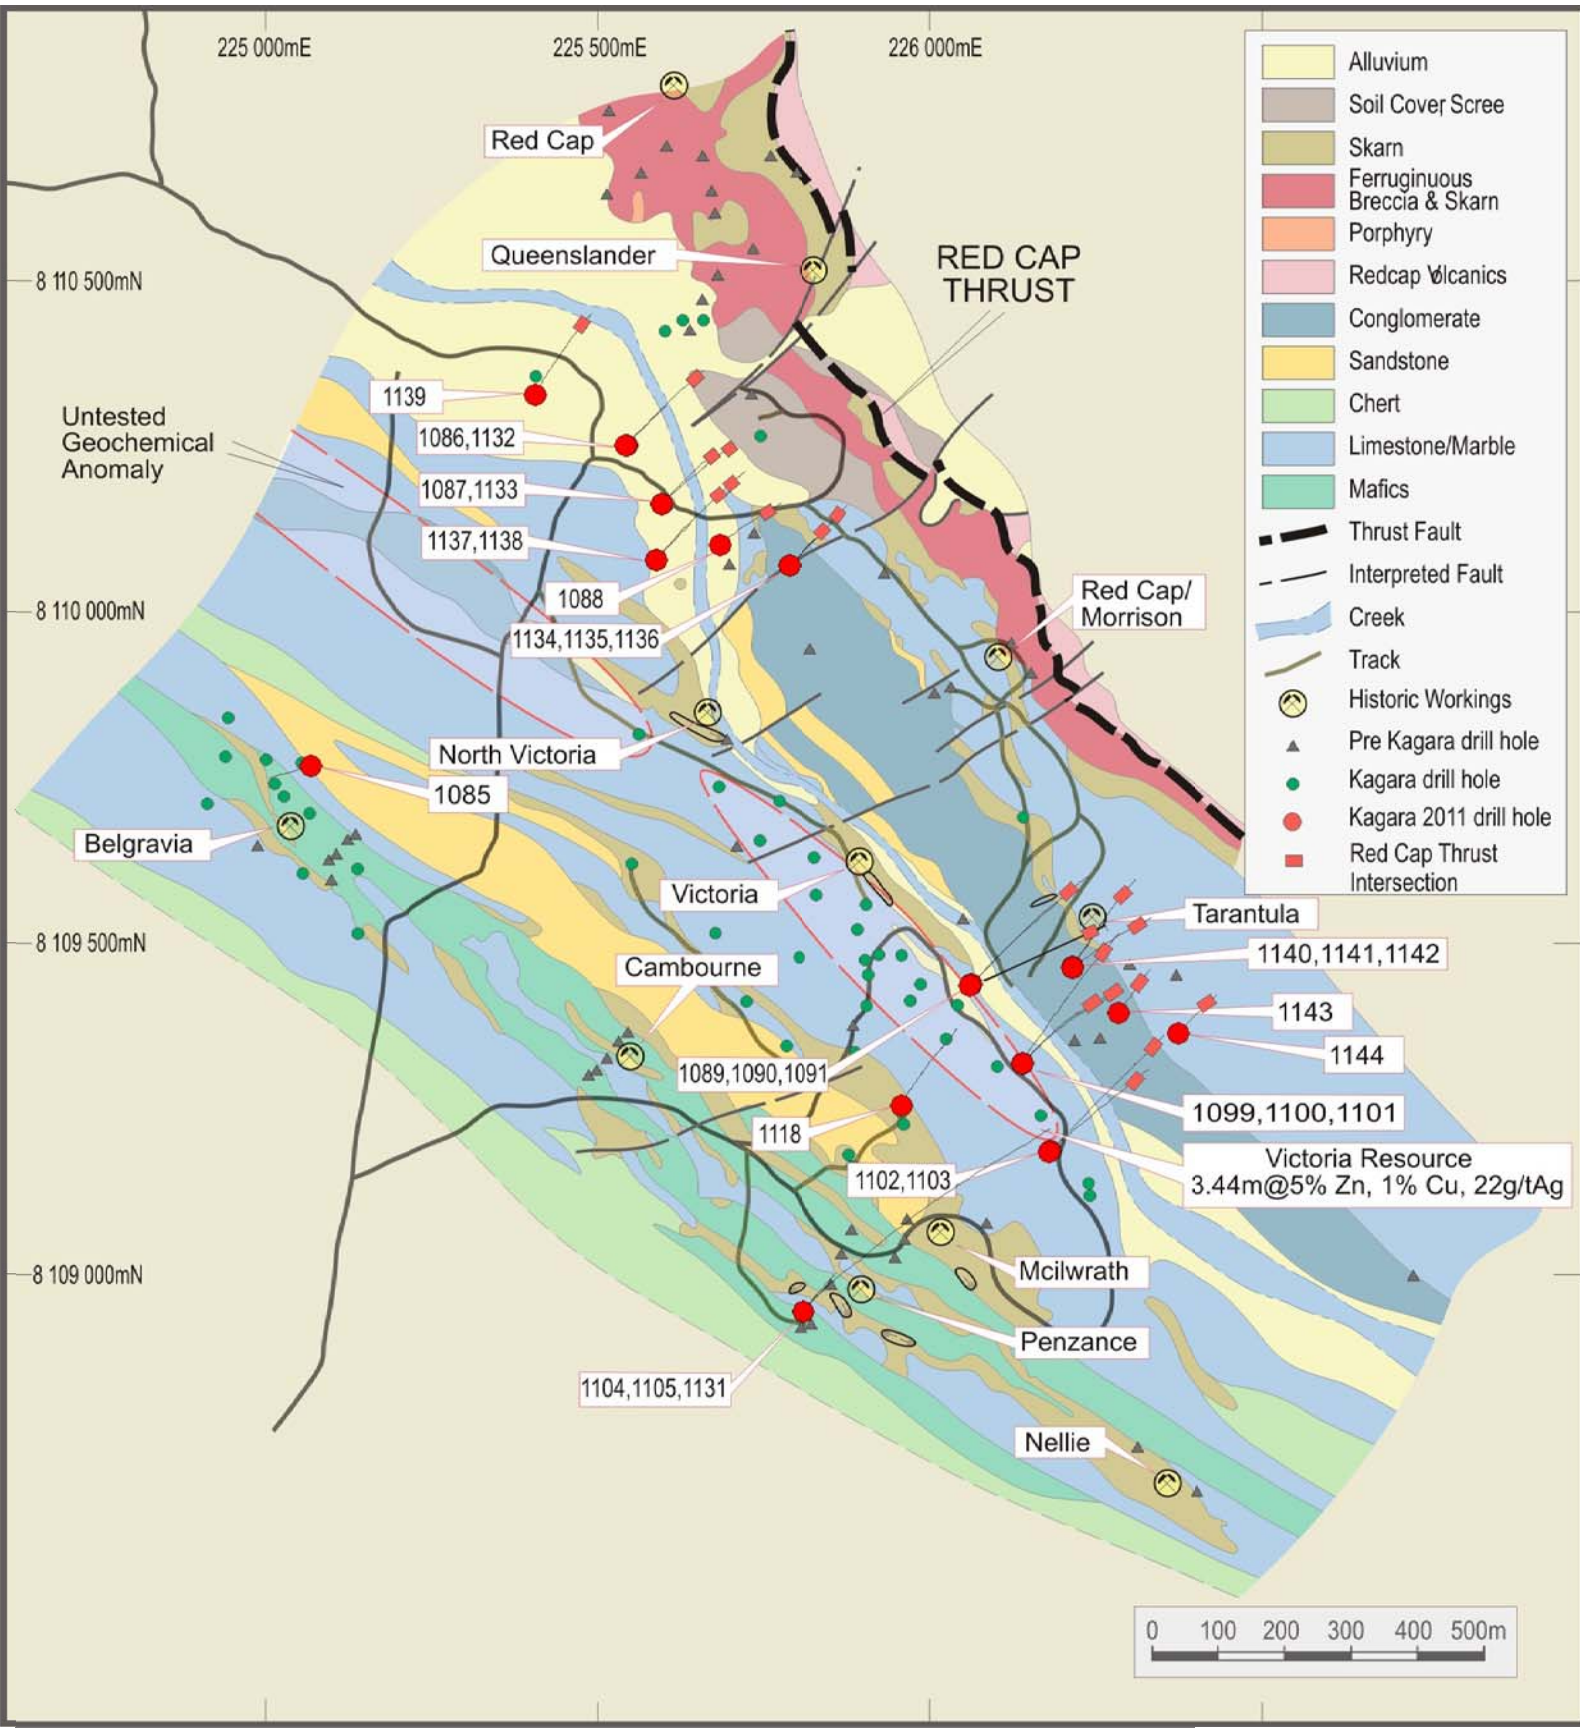 225 000mE
225 500mE
226 000mE
Alluvium
Soil Cover, Scree
Skarn
Ferruginuous
Breccia & Skarn
Porphyry
Redcap Volcanics
Conglomerate
Sandstone
Chert
Limestone/Marble
Mafics
Thrust Fault
Interpreted Fault
Creek
Track
Historic Workings
Pre Kagara drill hole
Kagara drill hole
Kagara 2011 drill hole
Red Cap Thrust
Intersection
Red Cap
Queenslander
RED CAP
THRUST
8 110 500mN
1139
Untested
Geochemical
Anomaly
1086,1132
1087,1133
1137,1138
1088
8 110 000mN
1134,1135,1136
Red Cap/
Morrison
North Victoria
1085
Belgravia
Victoria
Tarantula
8 109 500mN
1140,1141,1142
Cambourne
1143
1144
1089,1090,1091
1099,1100,1101
1118
Victoria Resource
3.44m@5% Zn, 1% Cu, 22g/tAg
1102,1103
8 109 000mN
Mcilwrath
Penzance
1104,1105,1131
Nellie
0 100 200 300 400 500m